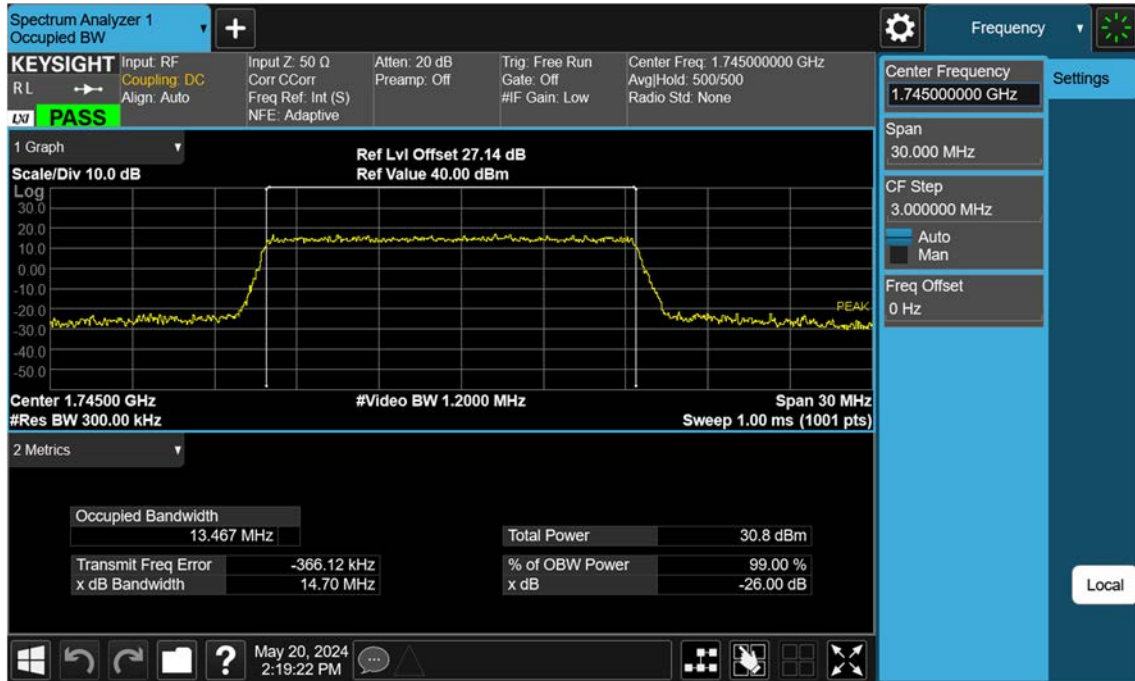 Spectrum Analyzer 1
Occupied BW
Frequency
KEYSIGHT
R L
LXI
PASS
Input: RF
Coupling: DC
Align: Auto
Input Z: 50 Ω
Corr CCorr
Freq Ref: Int (S)
NFE: Adaptive
Atten: 20 dB
Preamp: Off
Trig: Free Run
Gate: Off
#IF Gain: Low
Center Freq: 1.745000000 GHz
Avg|Hold: 500/500
Radio Std: None
1 Graph
Scale/Div 10.0 dB
Ref Lvl Offset 27.14 dB
Ref Value 40.00 dBm
Log
30.0
20.0
10.0
0.00
-10.0
-20.0
-30.0
-40.0
-50.0
PEAK
Center 1.74500 GHz
#Video BW 1.2000 MHz
Span 30 MHz
#Res BW 300.00 kHz
Sweep 1.00 ms (1001 pts)
2 Metrics
Occupied Bandwidth
13.467 MHz
Total Power 30.8 dBm
Transmit Freq Error -366.12 kHz
% of OBW Power 99.00 %
x dB Bandwidth 14.70 MHz
x dB -26.00 dB
Center Frequency
1.745000000 GHz
Settings
Span
30.000 MHz
CF Step
3.000000 MHz
Auto
Man
Freq Offset
0 Hz
Local
?
May 20, 2024
2:19:22 PM